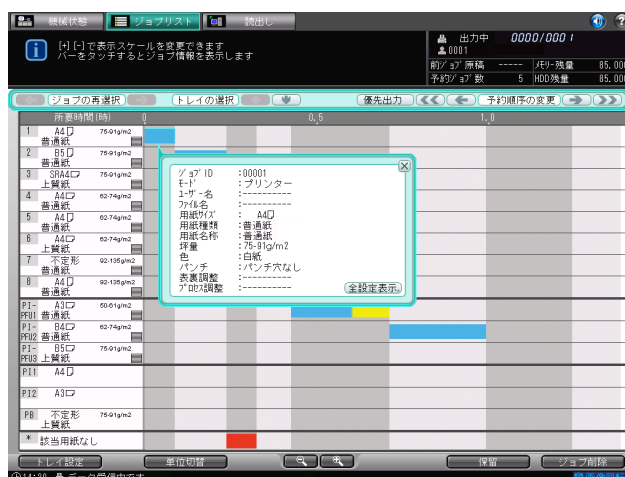 機械状態 ジョブリスト 読出し
[+] [-] で表示スケールを変更できます
バーをタッチするとジョブ情報を表示します
出力中 0000/0001
0001
前ジョブ原稿 ----- メモリー残量 85.00
予約ジョブ数 5 HDD残量 85.00
ジョブの再選択 トレイの選択 優先出力 予約順序の変更
所要時間(時) 0 0.5 1.0
1 A4 75-91g/m2
普通紙
2 B5 75-91g/m2
普通紙
3 SRA4 75-91g/m2
上質紙
4 A4 62-74g/m2
普通紙
5 A4 62-74g/m2
普通紙
6 A4 62-74g/m2
上質紙
7 不定形 92-135g/m2
普通紙
8 A4 92-135g/m2
普通紙
PI-PFU1 A3 50-61g/m2
普通紙
PI-PFU2 B4 62-74g/m2
普通紙
PI-PFU3 B5 75-91g/m2
上質紙
PI1 A4
PI2 A3
PB 不定形 75-91g/m2
上質紙
* 該当用紙なし
ジョブID :00001
モード :プリンター
ユーザー名 :----------
ファイル名 :----------
用紙サイズ : A4
用紙種類 :普通紙
用紙名称 :普通紙
坪量 :75-91g/m2
色 :白紙
パンチ :パンチ穴なし
表裏調整 :----------
プロセス調整 :----------
全設定表示
トレイ設定 単位切替 保留 ジョブ削除